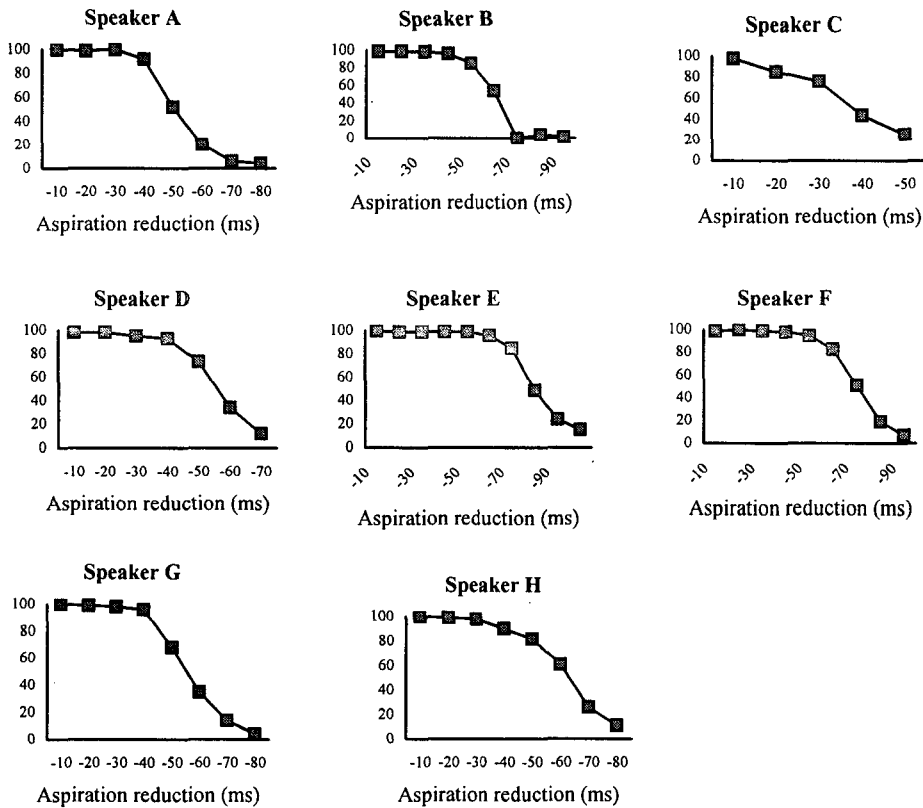 Speaker A
100
80
60
40
20
0
-10 -20 -30 -40 -50 -60 -70 -80
Aspiration reduction (ms)
Speaker B
100
80
60
40
20
0
-10 -30 -50 -70 -90
Aspiration reduction (ms)
Speaker C
100
80
60
40
20
0
-10 -20 -30 -40 -50
Aspiration reduction (ms)
Speaker D
100
80
60
40
20
0
-10 -20 -30 -40 -50 -60 -70
Aspiration reduction (ms)
Speaker E
100
80
60
40
20
0
-10 -30 -50 -70 -90
Aspiration reduction (ms)
Speaker F
100
80
60
40
20
0
-10 -30 -50 -70 -90
Aspiration reduction (ms)
Speaker G
100
80
60
40
20
0
-10 -20 -30 -40 -50 -60 -70 -80
Aspiration reduction (ms)
Speaker H
100
80
60
40
20
0
-10 -20 -30 -40 -50 -60 -70 -80
Aspiration reduction (ms)